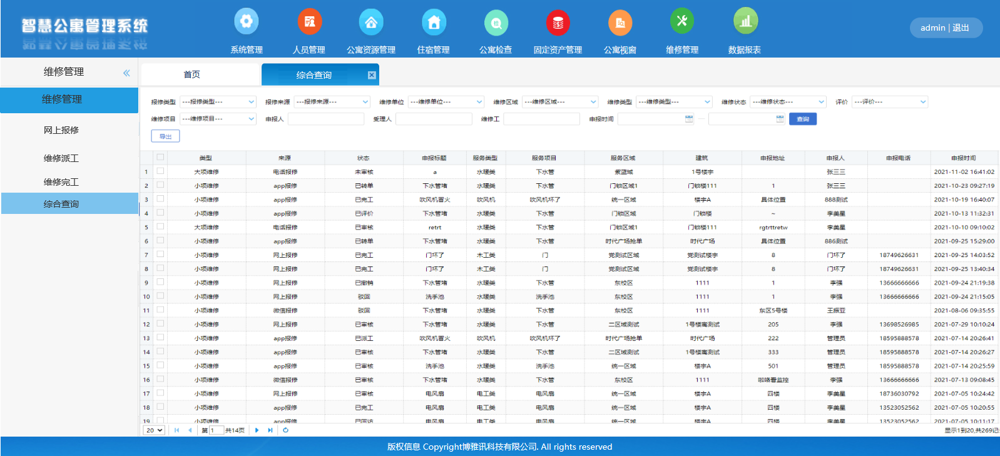 智慧公寓管理系统
系统管理 人员管理 公寓资源管理 住宿管理 公寓检查 固定资产管理 公寓视窗 维修管理 数据报表
admin | 退出
维修管理 «
首页 综合查询
维修管理
网上报修
维修派工
维修完工
综合查询
报修类型 ---报修类型--- 报修来源 ---报修来源--- 维修单位 ---维修单位--- 维修区域 ---维修区域--- 维修类型 ---维修类型--- 维修状态 ---维修状态--- 评价 ---评价---
维修项目 ---维修项目--- 申报人 受理人 维修工 申报时间 — 查询
导出
类型 来源 状态 申报标题 服务类型 服务项目 服务区域 建筑 申报地址 申报人 申报电话 申报时间
1 大项维修 电话报修 未审核 a 水暖类 下水管 紫蓝域 1号楼宇 张三三 2021-11-02 16:41:02
2 小项维修 app报修 已转单 下水管堵 水暖类 下水管 门锁区域1 门锁楼111 1 张三三 2021-10-23 09:27:19
3 小项维修 app报修 已完工 吹风机冒火 吹风机 吹风机坏了 统一区域 楼宇A 具体位置 888测试 2021-10-19 16:40:07
4 小项维修 app报修 已评价 下水管堵 水暖类 下水管 门锁区域 门锁楼 ~ 李美星 2021-10-13 11:32:31
5 大项维修 电话报修 已审核 retrt 水暖类 下水管 门锁区域1 门锁楼111 rgtrttretw 李美星 2021-10-10 09:10:02
6 小项维修 app报修 已转单 下水管堵 水暖类 下水管 时代广场抢单 时代广场 具体位置 886测试 2021-09-25 15:29:00
7 小项维修 网上报修 已完工 门坏了 木工类 门 党测试区域 党测试楼宇 8 门坏了 18749626631 2021-09-25 14:03:52
8 小项维修 网上报修 已完工 门坏了 木工类 门 党测试区域 党测试楼宇 8 门坏了 18749626631 2021-09-25 13:40:34
9 小项维修 网上报修 已撤销 下水管堵 水暖类 下水管 东校区 1111 1 李强 13666666666 2021-09-24 21:19:38
10 小项维修 网上报修 驳回 洗手池 水暖类 洗手池 东校区 1111 1 李强 13666666666 2021-09-24 21:15:05
11 小项维修 微信报修 驳回 下水管堵 水暖类 下水管 东校区 1111 东区5号楼 王振亚 2021-08-06 09:35:55
12 小项维修 网上报修 已审核 下水管堵 水暖类 下水管 二区域测试 1号楼寓测试 205 李强 13698526985 2021-07-29 10:10:24
13 小项维修 app报修 已派工 吹风机冒火 吹风机 吹风机坏了 时代广场抢单 时代广场 222 管理员 18595888578 2021-07-14 20:26:41
14 小项维修 app报修 已审核 下水管堵 水暖类 下水管 二区域测试 1号楼寓测试 333 管理员 18595888578 2021-07-14 20:26:27
15 小项维修 app报修 已审核 洗手池 水暖类 洗手池 统一区域 楼宇A 501 管理员 18595888578 2021-07-14 20:25:59
16 小项维修 微信报修 已审核 下水管堵 水暖类 下水管 东校区 1111 啦咯看监控 李强 13666666666 2021-07-13 09:08:45
17 小项维修 网上报修 已审核 电风扇 电工类 电风扇 统一区域 楼宇A 四楼 李美星 18736030792 2021-07-05 10:24:42
18 小项维修 app报修 已完工 电风扇 电工类 电风扇 统一区域 楼宇A 四楼 李美星 13523052562 2021-07-05 10:20:55
19 小项维修 app报修 已回访 电风扇 电工类 电风扇 统一区域 楼宇A 四楼 李美星 13523052562 2021-07-05 10:11:17
20 第 1 共14页 显示1到20,共269记
版权信息 Copyright博雅讯科技有限公司. All rights reserved